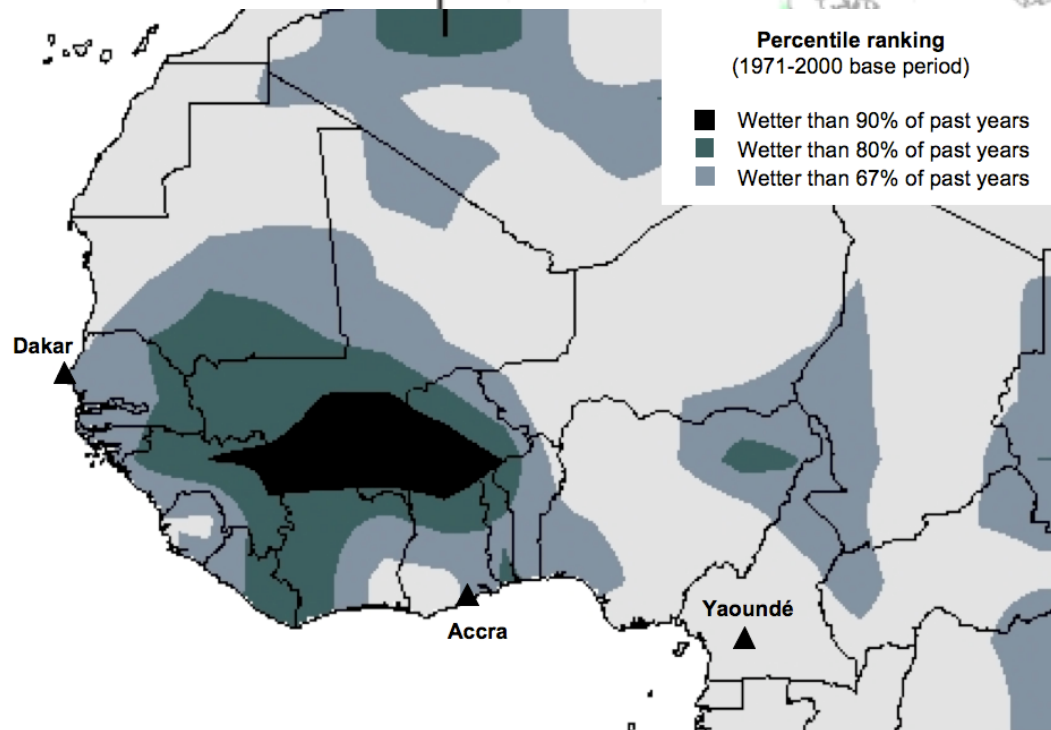 Percentile ranking
(1971-2000 base period)
Wetter than 90% of past years
Wetter than 80% of past years
Wetter than 67% of past years
Dakar
Accra
Yaoundé